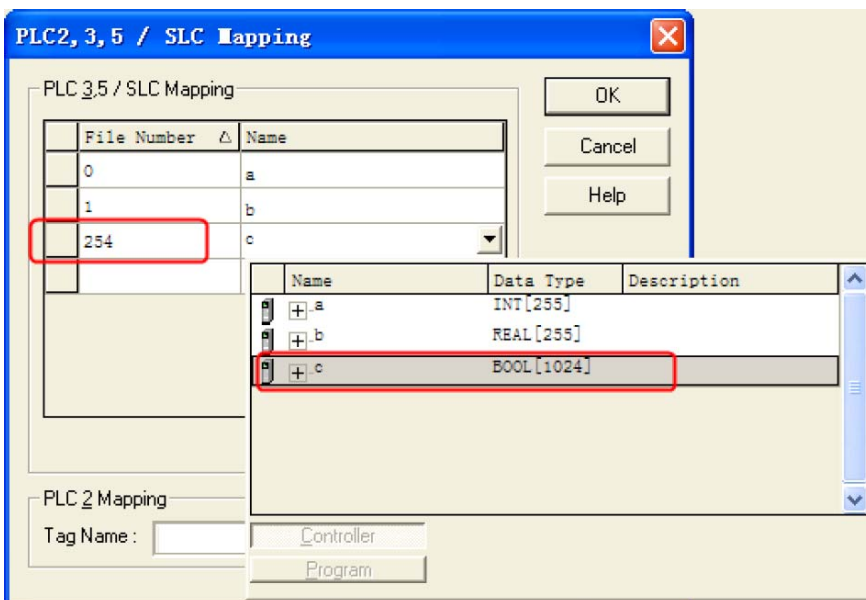 PLC2,3,5 / SLC Mapping
PLC 3,5 / SLC Mapping
OK
File Number Name
Cancel
0 a
Help
1 b
254 c
Name Data Type Description
a INT[255]
b REAL[255]
c BOOL[1024]
PLC 2 Mapping
Tag Name :
Controller
Program